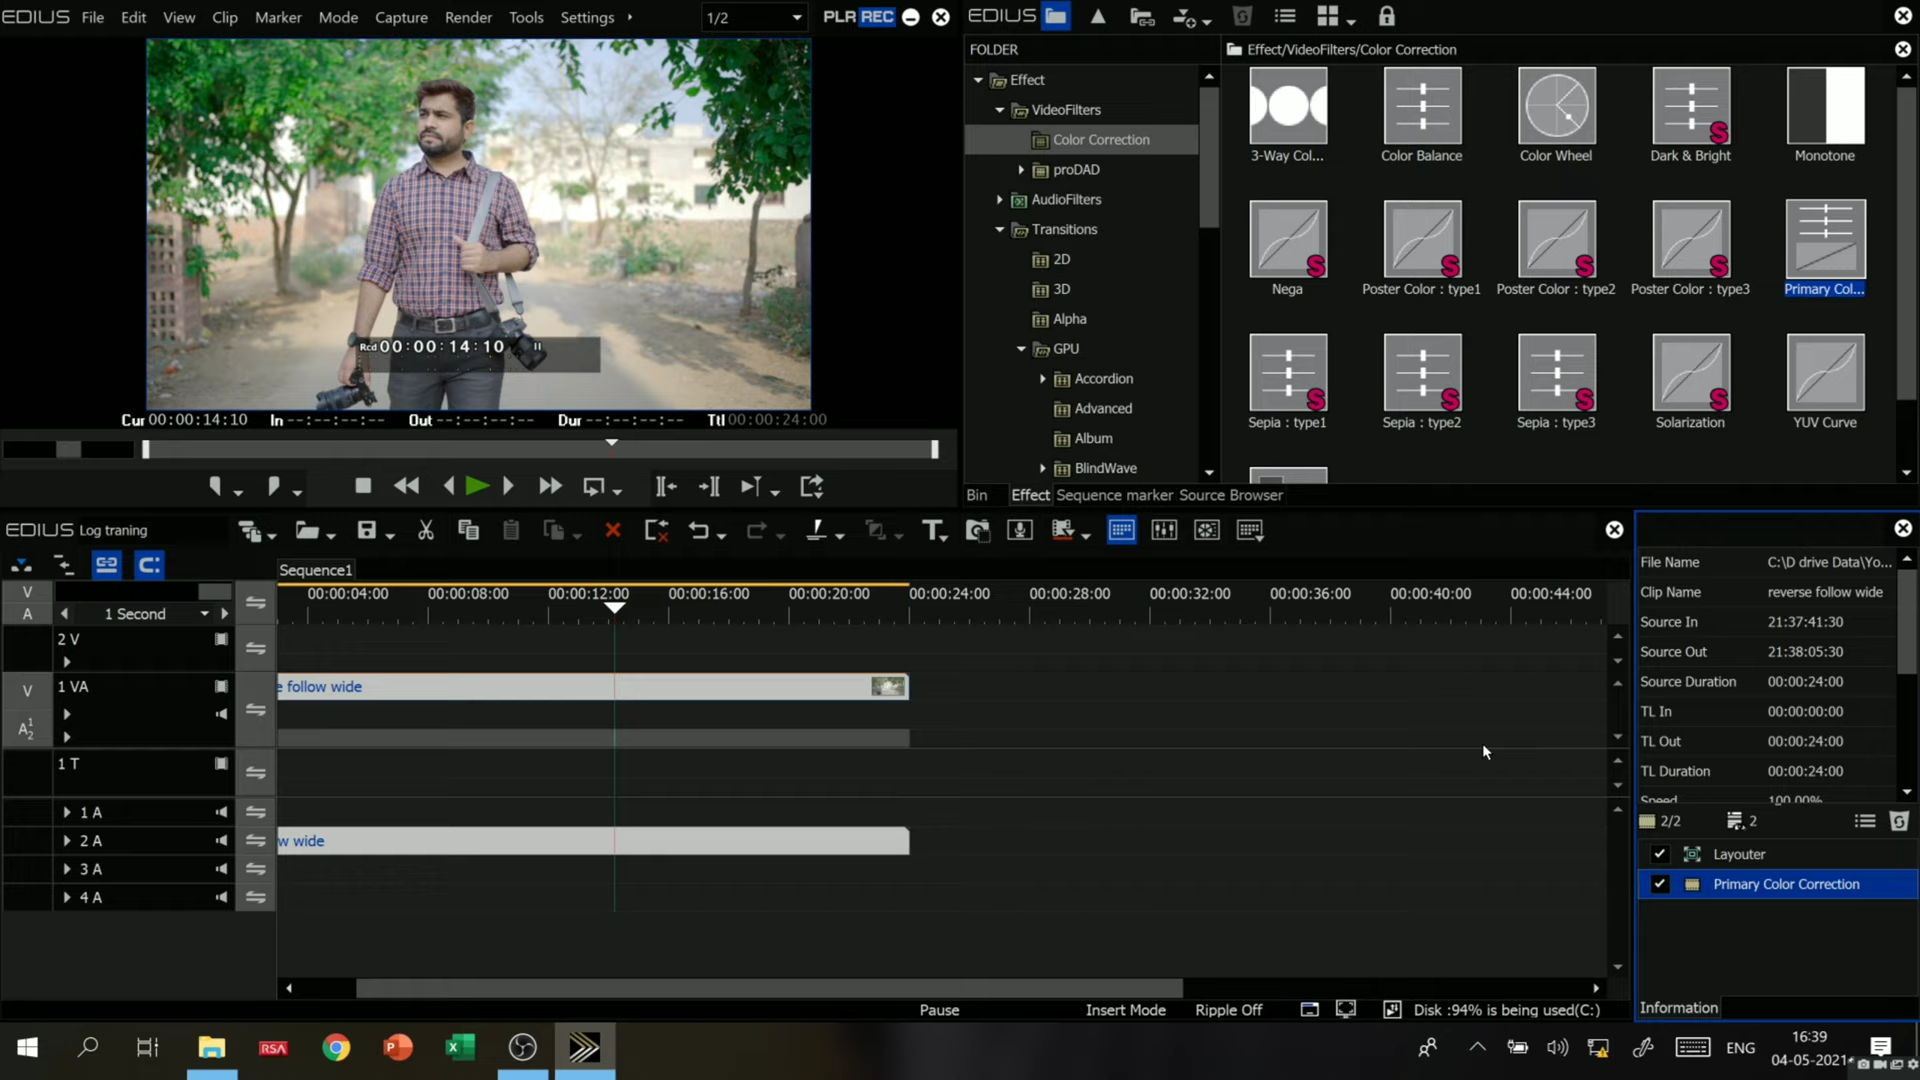 EDIUS File Edit View Clip Marker Mode Capture Render Tools Settings 1/2 PLR REC
Rcd 00:00:14:10
Cur 00:00:14:10 In --:--:--:-- Out --:--:--:-- Dur --:--:--:-- Ttl 00:00:24:00
EDIUS
FOLDER
Effect
VideoFilters
Color Correction
proDAD
AudioFilters
Transitions
2D
3D
Alpha
GPU
Accordion
Advanced
Album
BlindWave
Effect/VideoFilters/Color Correction
3-Way Col... Color Balance Color Wheel Dark & Bright Monotone
S
Nega Poster Color : type1 Poster Color : type2 Poster Color : type3 Primary Col...
S S S S
Sepia : type1 Sepia : type2 Sepia : type3 Solarization YUV Curve
S S S S
Bin Effect Sequence marker Source Browser
EDIUS Log traning
Sequence1
V
A 1 Second
00:00:04:00 00:00:08:00 00:00:12:00 00:00:16:00 00:00:20:00 00:00:24:00 00:00:28:00 00:00:32:00 00:00:36:00 00:00:40:00 00:00:44:00
2 V
V 1 VA
e follow wide
A 1 2
1 T
1 A
2 A
w wide
3 A
4 A
Pause Insert Mode Ripple Off Disk :94% is being used(C:)
File Name C:\D drive Data\Yo...
Clip Name reverse follow wide
Source In 21:37:41:30
Source Out 21:38:05:30
Source Duration 00:00:24:00
TL In 00:00:00:00
TL Out 00:00:24:00
TL Duration 00:00:24:00
Speed 100.00%
2/2 2
Layouter
Primary Color Correction
Information
RSA
ENG
16:39
04-05-2021